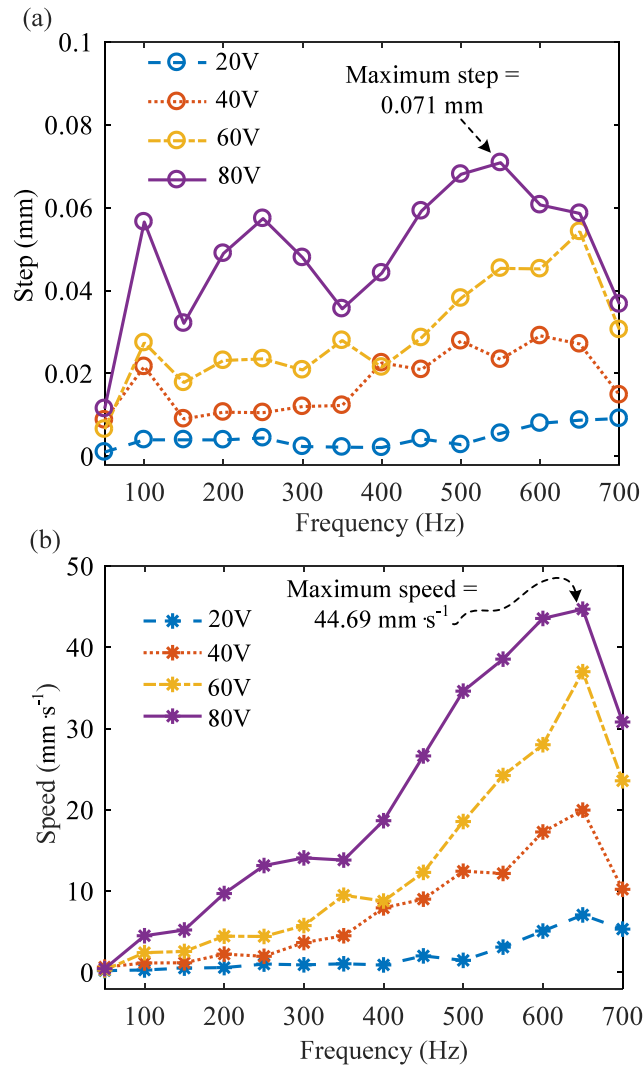 (a)
0.1
0.08
0.06
0.04
0.02
0
Step (mm)
20V
40V
60V
80V
Maximum step =
0.071 mm
100 200 300 400 500 600 700
Frequency (Hz)
(b)
50
40
30
20
10
0
Speed (mm ·s⁻¹)
20V
40V
60V
80V
Maximum speed =
44.69 mm ·s⁻¹
100 200 300 400 500 600 700
Frequency (Hz)